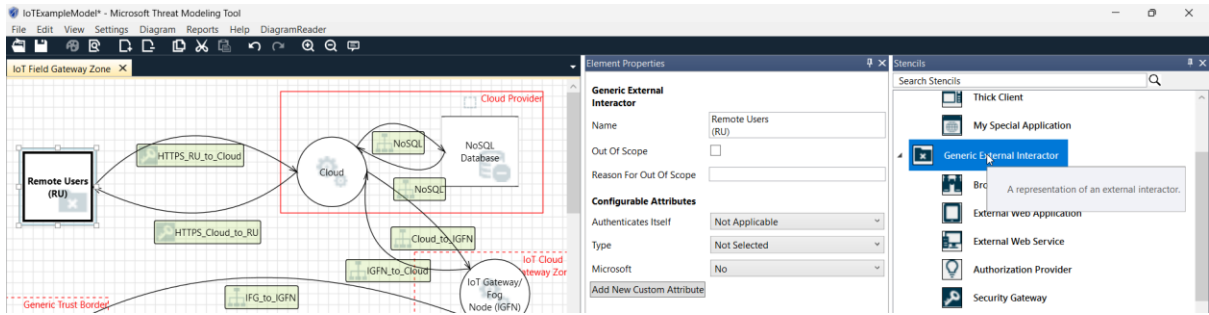 IoTExampleModel* - Microsoft Threat Modeling Tool
File Edit View Settings Diagram Reports Help DiagramReader
IoT Field Gateway Zone
Cloud Provider
HTTPS_RU_to_Cloud
NoSQL
NoSQL
Database
Cloud
Remote Users
(RU)
NoSQL
HTTPS_Cloud_to_RU
Cloud_to_IGFN
IoT Cloud
IGFN_to_Cloud
IoT Gateway/
Fog
Node (IGFN)
IFG_to_IGFN
Generic Trust Border
Element Properties
Generic External
Interactor
Name
Remote Users
(RU)
Out Of Scope
Reason For Out Of Scope
Configurable Attributes
Authenticates Itself
Not Applicable
Type
Not Selected
Microsoft
No
Add New Custom Attribute
Stencils
Search Stencils
Thick Client
My Special Application
Generic External Interactor
Bro
A representation of an external interactor.
External Web Application
External Web Service
Authorization Provider
Security Gateway